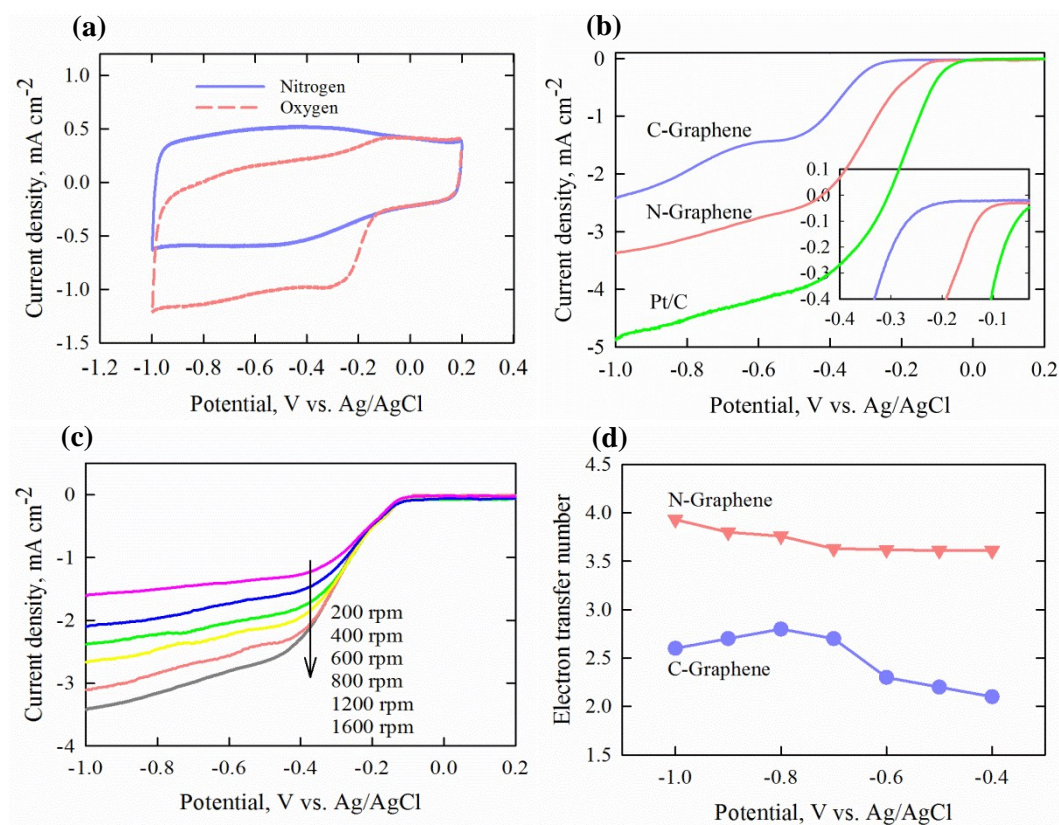 (a)
Current density, mA cm-2
1.0
0.5
0.0
-0.5
-1.0
-1.5
Nitrogen
Oxygen
-1.2 -1.0 -0.8 -0.6 -0.4 -0.2 0.0 0.2 0.4
Potential, V vs. Ag/AgCl
(b)
Current density, mA cm-2
0
-1
-2
-3
-4
-5
C-Graphene
N-Graphene
Pt/C
0.1
0.0
-0.1
-0.2
-0.3
-0.4
-0.4 -0.3 -0.2 -0.1
-1.0 -0.8 -0.6 -0.4 -0.2 0.0 0.2
Potential, V vs. Ag/AgCl
(c)
Current density, mA cm-2
0
-1
-2
-3
-4
200 rpm
400 rpm
600 rpm
800 rpm
1200 rpm
1600 rpm
-1.0 -0.8 -0.6 -0.4 -0.2 0.0 0.2
Potential, V vs. Ag/AgCl
(d)
Electron transfer number
4.5
4.0
3.5
3.0
2.5
2.0
1.5
N-Graphene
C-Graphene
-1.0 -0.8 -0.6 -0.4
Potential, V vs. Ag/AgCl